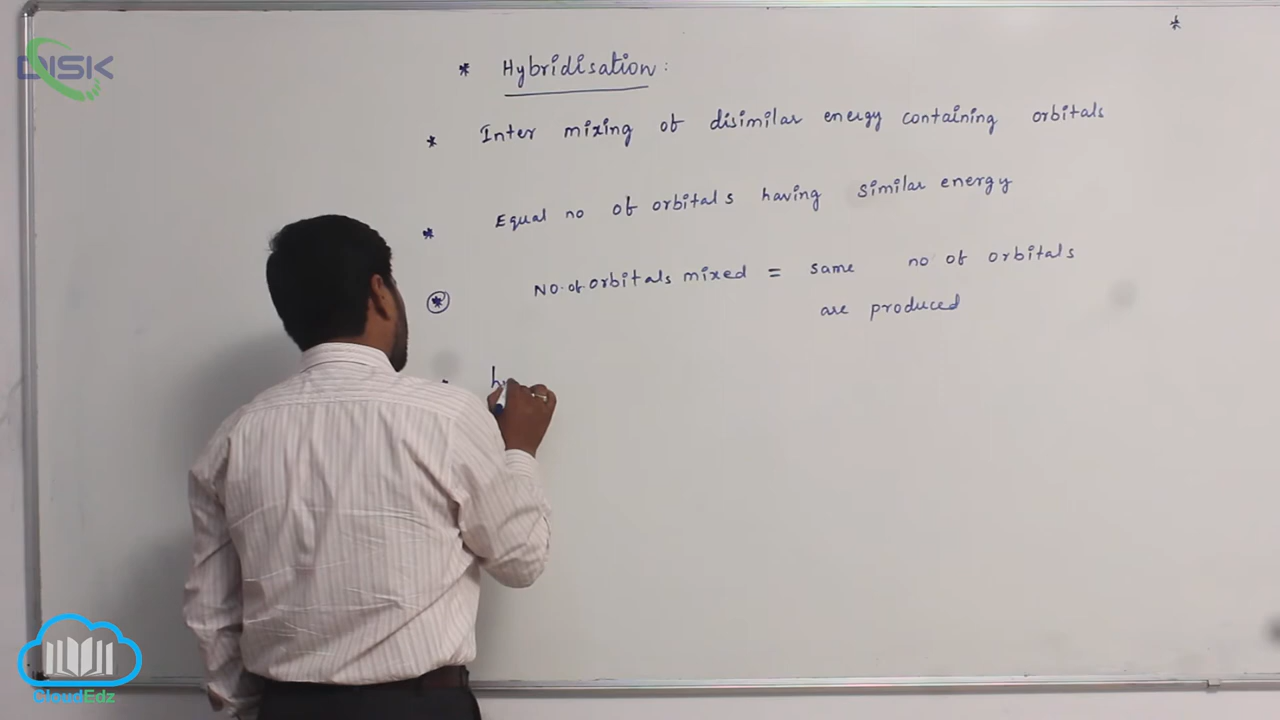 DISK
*
* Hybridisation :
* Inter mixing of disimilar energy containing orbitals
* Equal no of orbitals having similar energy
* No. of orbitals mixed = same no of orbitals
are produced
CloudEdz